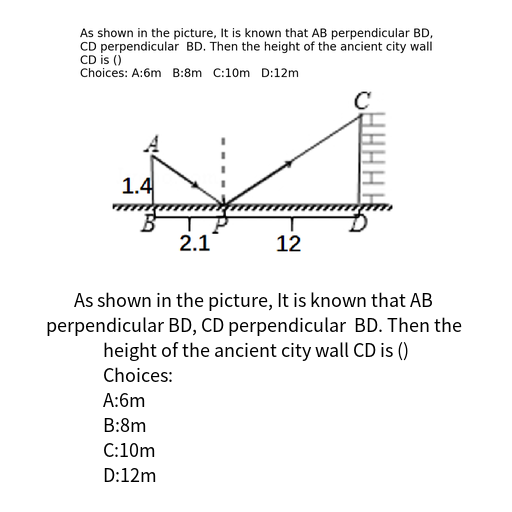 As shown in the picture, It is known that AB perpendicular BD,
CD perpendicular  BD. Then the height of the ancient city wall
CD is ()
Choices: A:6m   B:8m   C:10m   D:12m
C
A
1.4
B
P
D
2.1
12
As shown in the picture, It is known that AB
perpendicular BD, CD perpendicular  BD. Then the
height of the ancient city wall CD is ()
Choices:
A:6m
B:8m
C:10m
D:12m